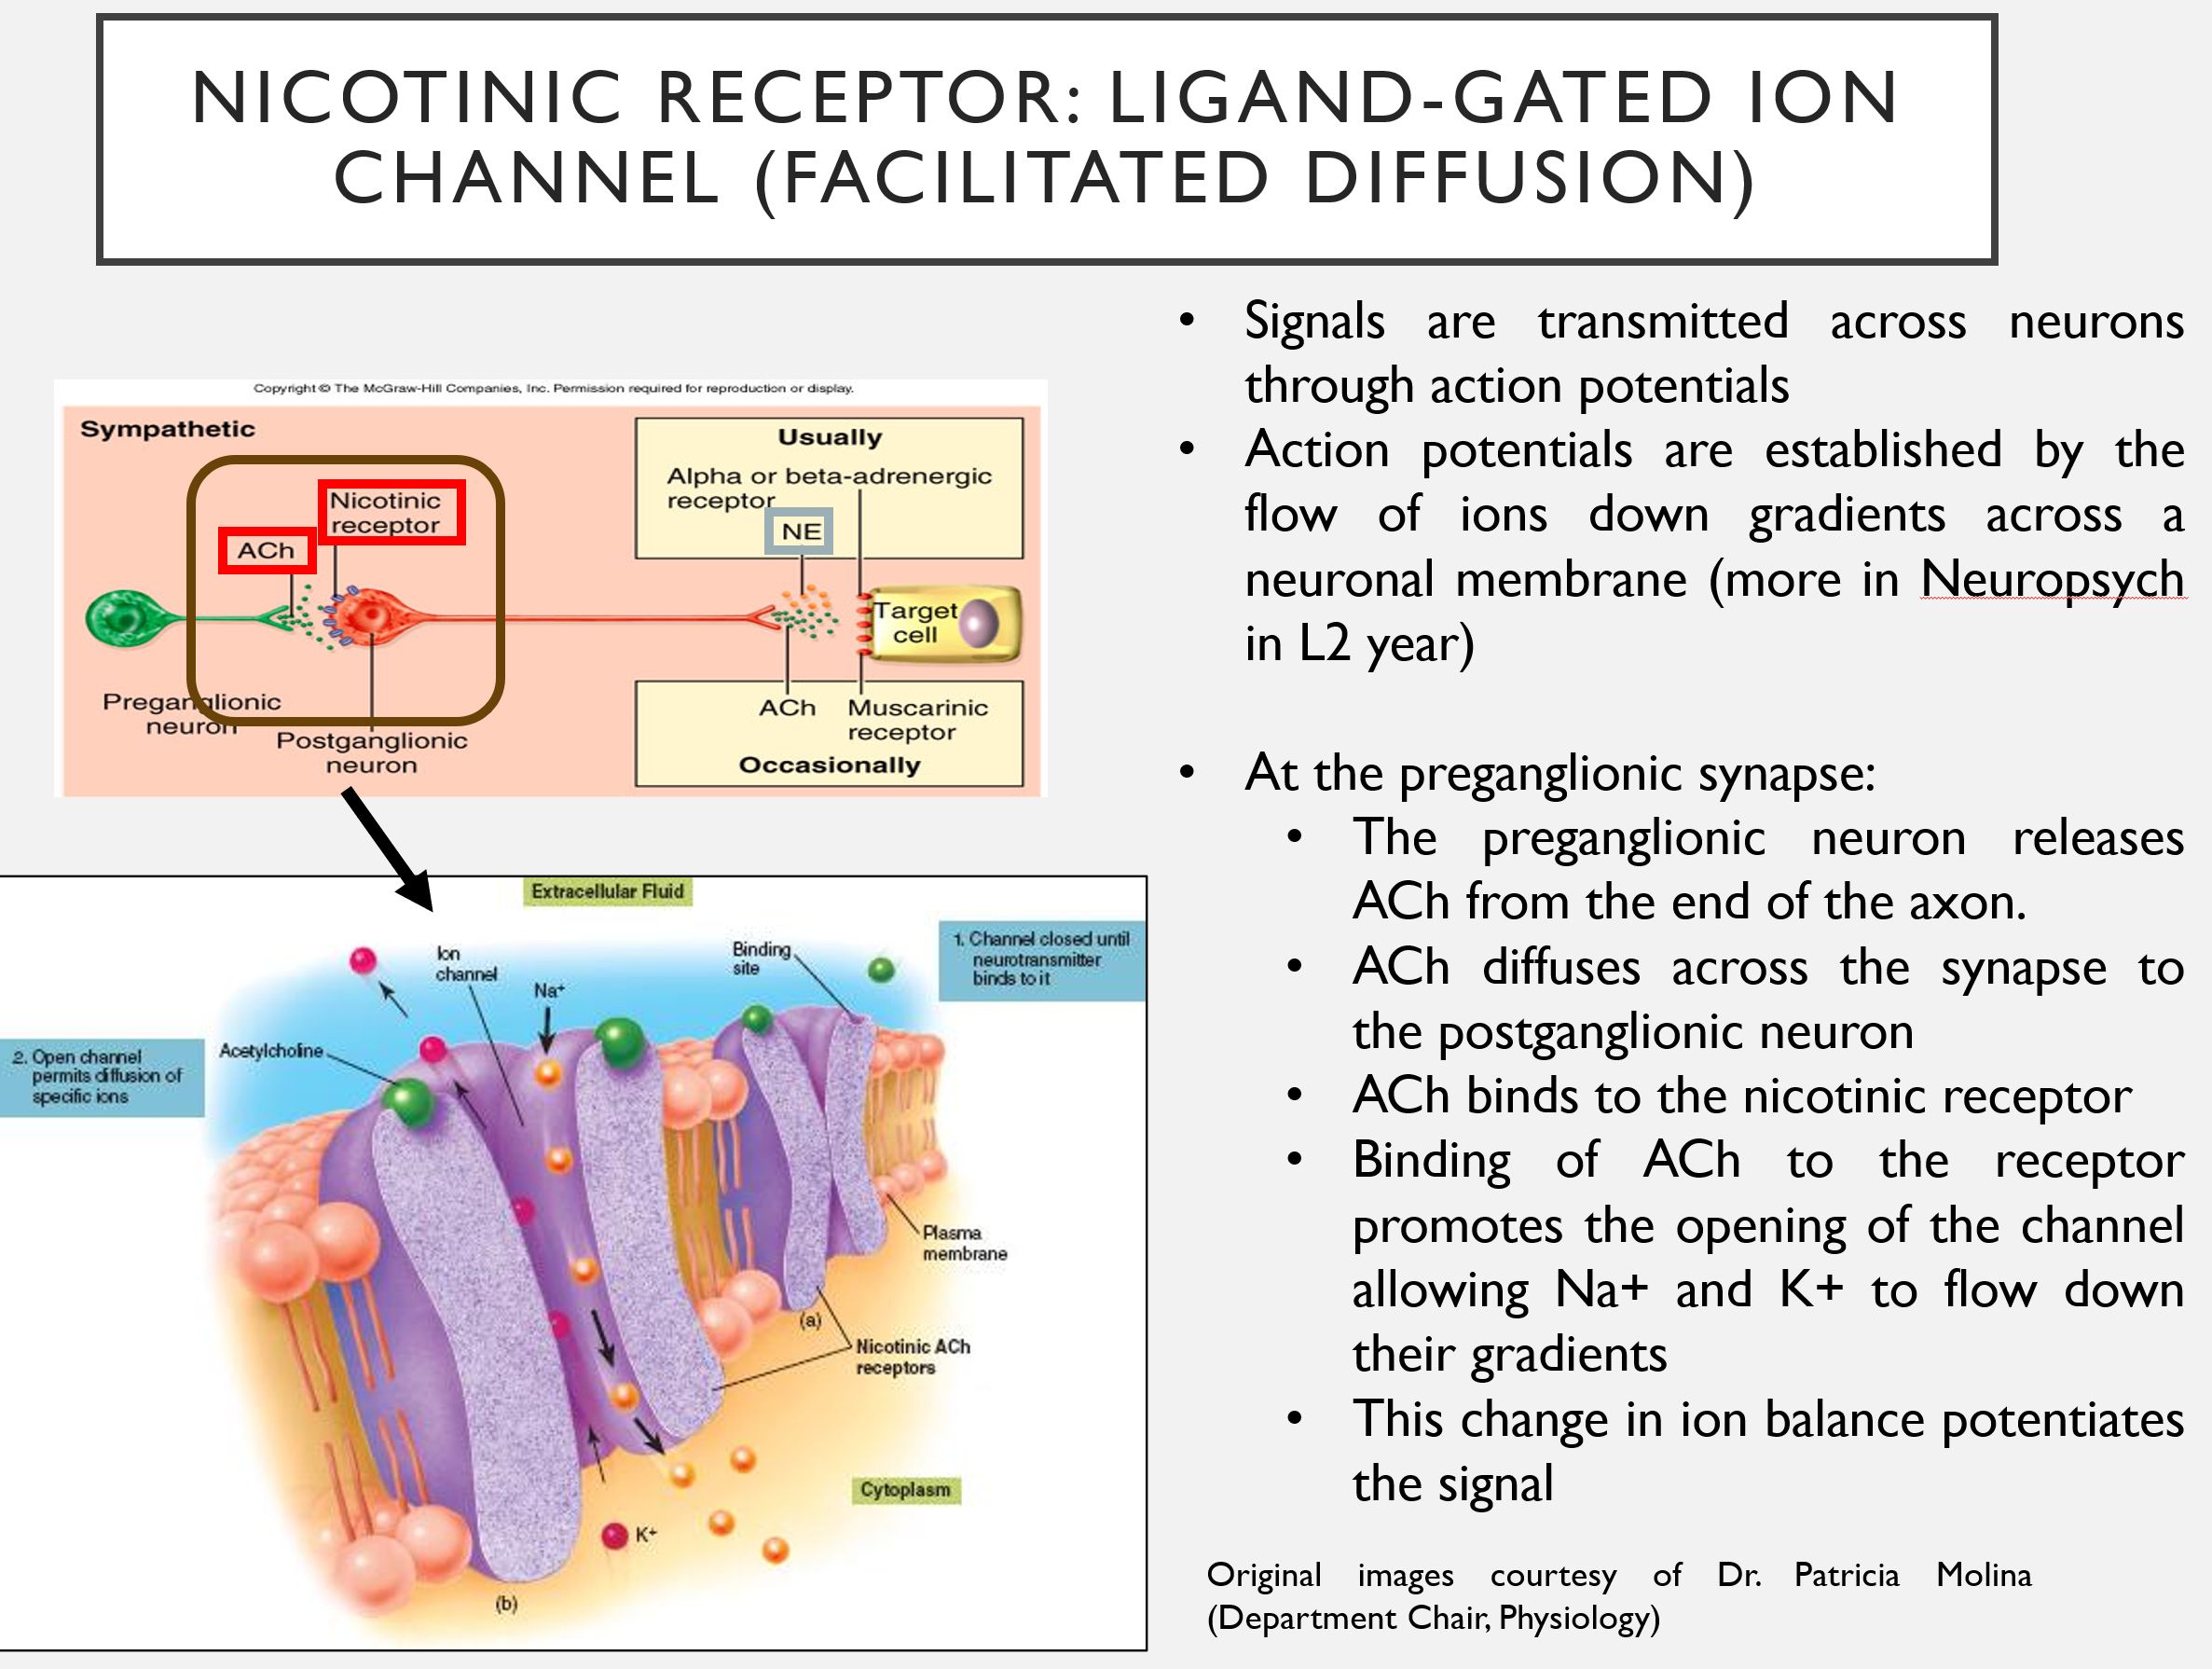 NICOTINIC RECEPTOR: LIGAND-GATED ION
CHANNEL (FACILITATED DIFFUSION)
Copyright © The McGraw-Hill Companies, Inc. Permission required for reproduction or display.
Sympathetic
Nicotinic
receptor
ACh
Preganglionic
neuron
Postganglionic
neuron
Usually
Alpha or beta-adrenergic
receptor
NE
Target
cell
ACh
Muscarinic
receptor
Occasionally
Extracellular Fluid
1. Channel closed until
neurotransmitter
binds to it
Binding
site
Ion
channel
Na+
Acetylcholine
2. Open channel
permits diffusion of
specific ions
Plasma
membrane
(a)
Nicotinic ACh
receptors
Cytoplasm
K+
(b)
• Signals are transmitted across neurons
through action potentials
• Action potentials are established by the
flow of ions down gradients across a
neuronal membrane (more in Neuropsych
in L2 year)
• At the preganglionic synapse:
• The preganglionic neuron releases
ACh from the end of the axon.
• ACh diffuses across the synapse to
the postganglionic neuron
• ACh binds to the nicotinic receptor
• Binding of ACh to the receptor
promotes the opening of the channel
allowing Na+ and K+ to flow down
their gradients
• This change in ion balance potentiates
the signal
Original images courtesy of Dr. Patricia Molina
(Department Chair, Physiology)